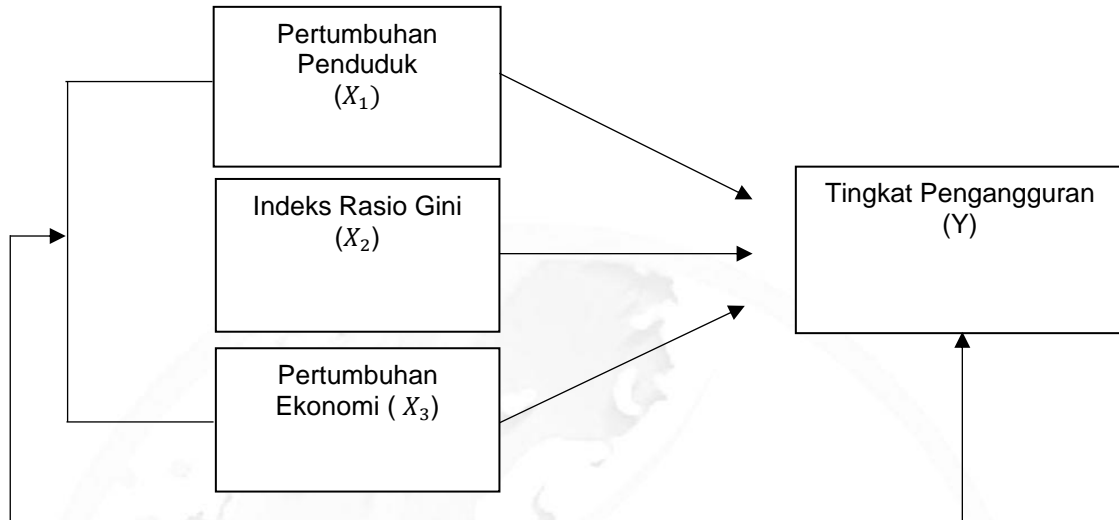 Pertumbuhan
Penduduk
(𝑋₁)
Indeks Rasio Gini
(𝑋₂)
Pertumbuhan
Ekonomi ( 𝑋₃)
Tingkat Pengangguran
(Y)